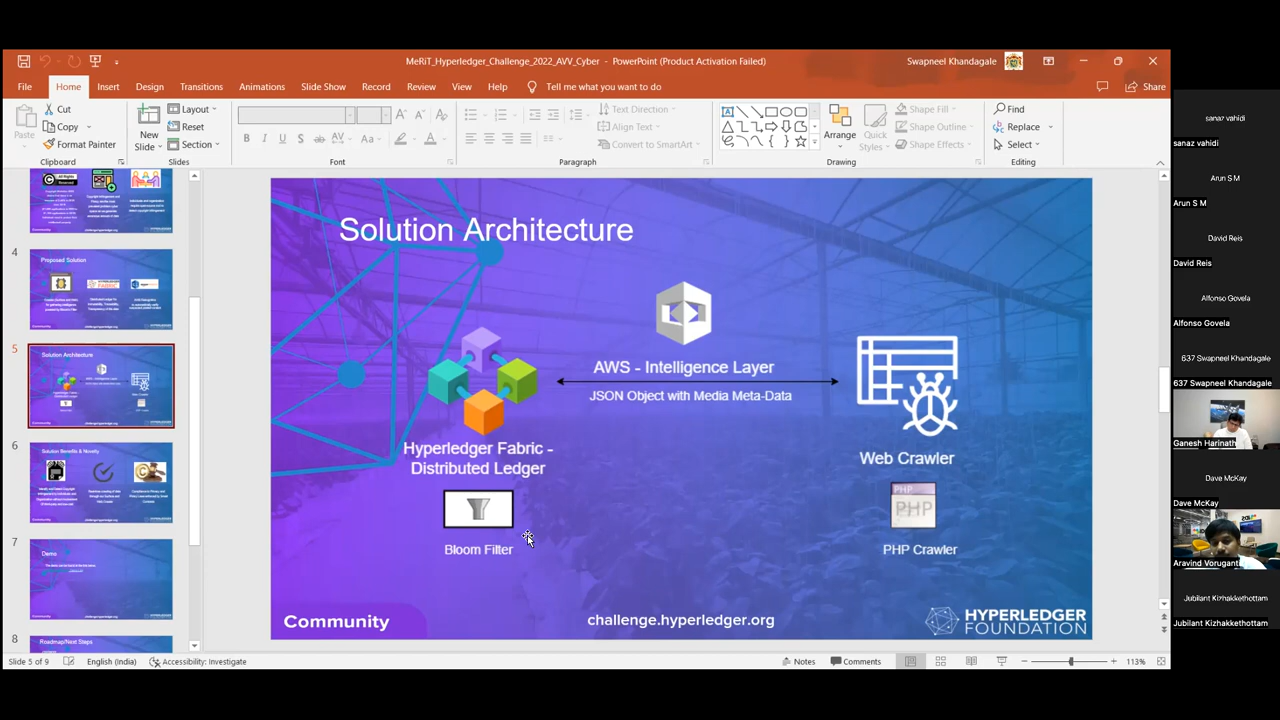 MeRiT_Hyperledger_Challenge_2022_AVV_Cyber - PowerPoint (Product Activation Failed)
Swapneel Khandagale
File Home Insert Design Transitions Animations Slide Show Record Review View Help Tell me what you want to do
Share
Paste
Cut
Copy
Format Painter
Clipboard
New
Slide
Layout
Reset
Section
Slides
B I U S ab AV Aa A
Font
Text Direction
Align Text
Convert to SmartArt
Paragraph
Arrange
Quick
Styles
Shape Fill
Shape Outline
Shape Effects
Drawing
Find
Replace
Select
Editing
4
Proposed Solution
5
Solution Architecture
6
Solution Benefits & Novelty
7
Demo
8
Roadmap/Next Steps
Solution Architecture
AWS - Intelligence Layer
JSON Object with Media Meta-Data
Hyperledger Fabric -
Distributed Ledger
Bloom Filter
Web Crawler
PHP
PHP
PHP Crawler
Community
challenge.hyperledger.org
HYPERLEDGER
FOUNDATION
Slide 5 of 9
English (India)
Accessibility: Investigate
Notes
Comments
113%
sanaz vahidi
sanaz vahidi
Arun S M
Arun S M
David Reis
David Reis
Alfonso Govela
Alfonso Govela
637 Swapneel Khandagale
637 Swapneel Khandagale
Ganesh Harinath
Dave McKay
Dave McKay
Aravind Voruganti
Jubilant Kizhakkethottam
Jubilant Kizhakkethottam